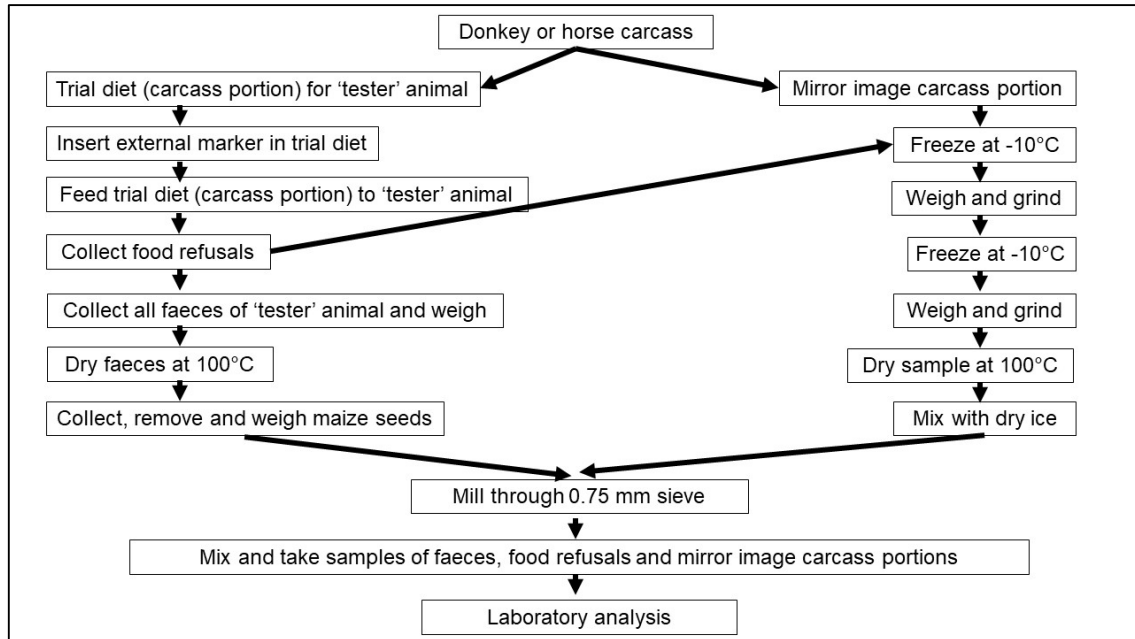 Donkey or horse carcass
Trial diet (carcass portion) for ‘tester’ animal
Mirror image carcass portion
Insert external marker in trial diet
Freeze at -10°C
Feed trial diet (carcass portion) to ‘tester’ animal
Weigh and grind
Collect food refusals
Freeze at -10°C
Collect all faeces of ‘tester’ animal and weigh
Weigh and grind
Dry faeces at 100°C
Dry sample at 100°C
Collect, remove and weigh maize seeds
Mix with dry ice
Mill through 0.75 mm sieve
Mix and take samples of faeces, food refusals and mirror image carcass portions
Laboratory analysis